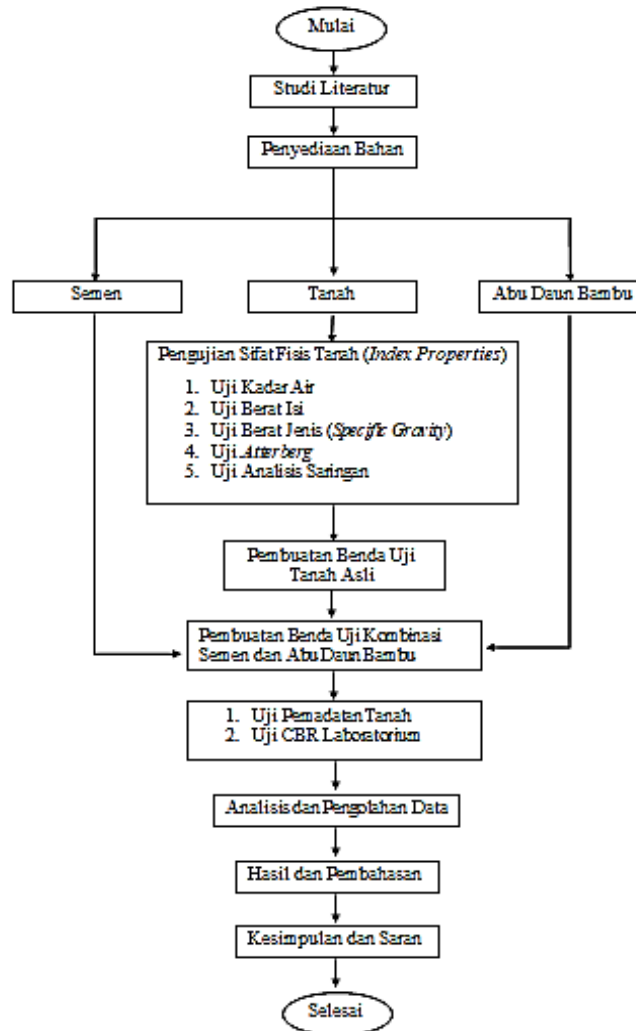 Mulai
Studi Literatur
Penyediaan Bahan
Semen
Tanah
Abu Daun Bambu
Pengujian Sifat Fisis Tanah (Index Properties)
1. Uji Kadar Air
2. Uji Berat Isi
3. Uji Berat Jenis (Specific Gravity)
4. Uji Atterberg
5. Uji Analisis Saringan
Pembuatan Benda Uji
Tanah Asli
Pembuatan Benda Uji Kombinasi
Semen dan Abu Daun Bambu
1. Uji Pemadatan Tanah
2. Uji CBR Laboratorium
Analisis dan Pengolahan Data
Hasil dan Pembahasan
Kesimpulan dan Saran
Selesai